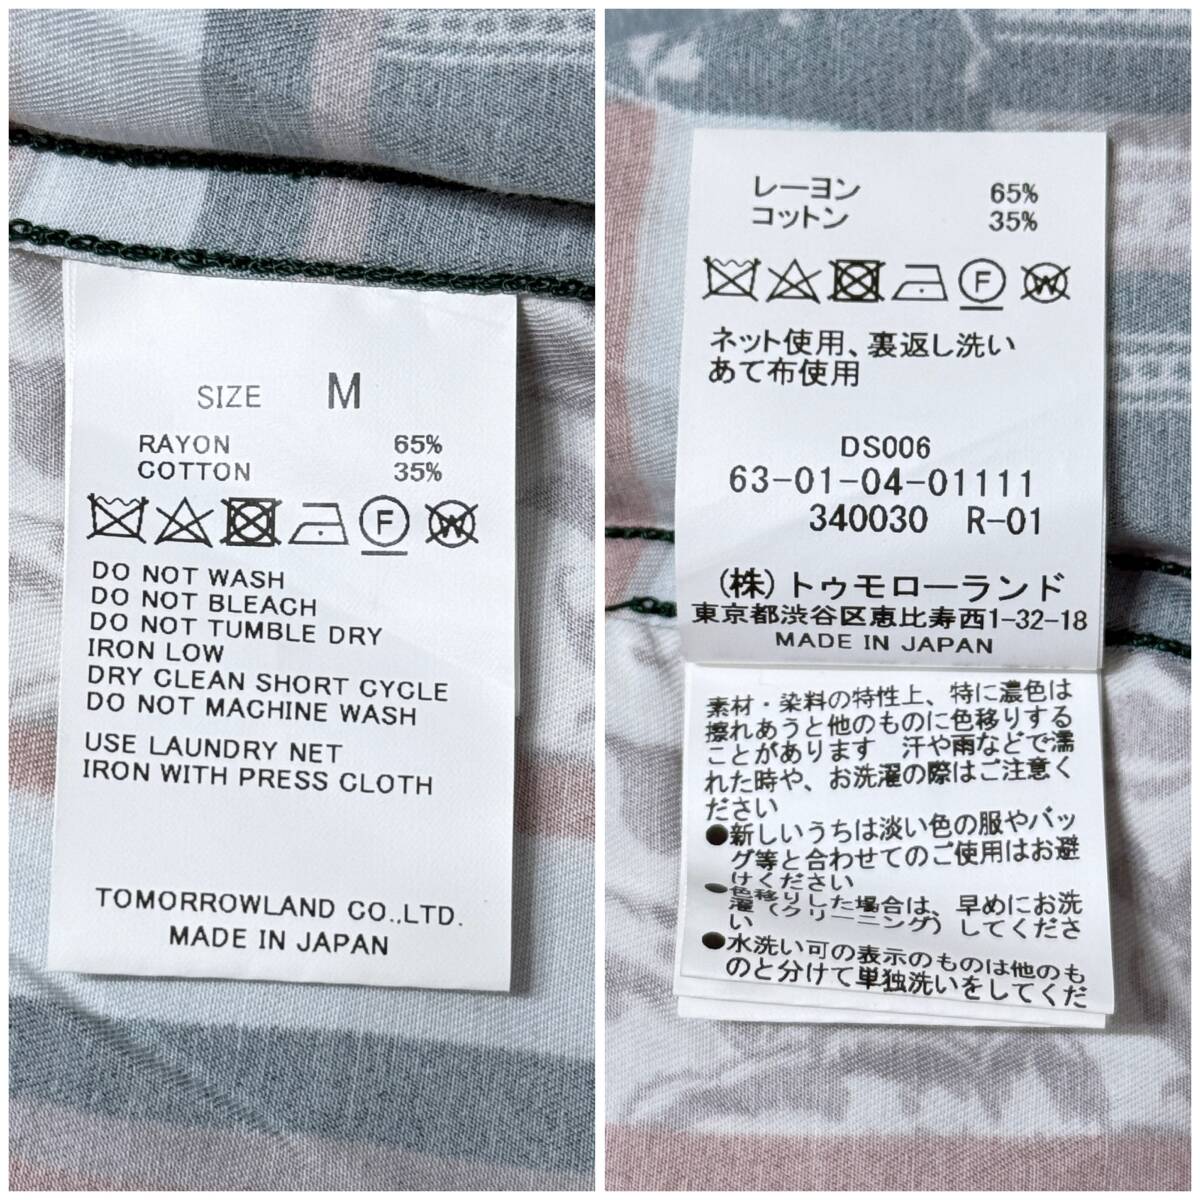 SIZE M
RAYON 65%
COTTON 35%
F W
DO NOT WASH
DO NOT BLEACH
DO NOT TUMBLE DRY
IRON LOW
DRY CLEAN SHORT CYCLE
DO NOT MACHINE WASH
USE LAUNDRY NET
IRON WITH PRESS CLOTH
TOMORROWLAND CO.,LTD.
MADE IN JAPAN
レーヨン 65%
コットン 35%
F W
ネット使用、裏返し洗い
あて布使用
DS006
63-01-04-01111
340030 R-01
(株)トゥモローランド
東京都渋谷区恵比寿西1-32-18
MADE IN JAPAN
素材・染料の特性上、特に濃色は
擦れあうと他のものに色移りする
ことがあります 汗や雨などで濡
れた時や、お洗濯の際はご注意く
ださい
●新しいうちは淡い色の服やバッ
グ等と合わせてのご使用はお避
けください
●色移りした場合は、早めにお洗
濯(クリーニング)してくださ
い
●水洗い可の表示のものは他のも
のと分けて単独洗いをしてくだ